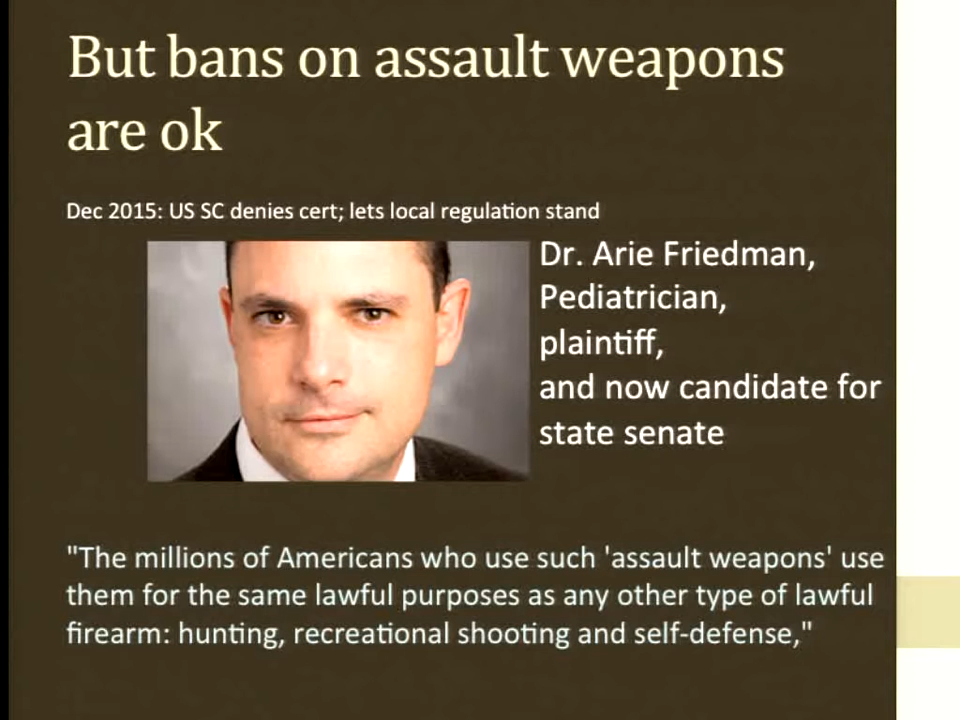 But bans on assault weapons
are ok
Dec 2015: US SC denies cert; lets local regulation stand
Dr. Arie Friedman,
Pediatrician,
plaintiff,
and now candidate for
state senate
"The millions of Americans who use such 'assault weapons' use
them for the same lawful purposes as any other type of lawful
firearm: hunting, recreational shooting and self-defense,"